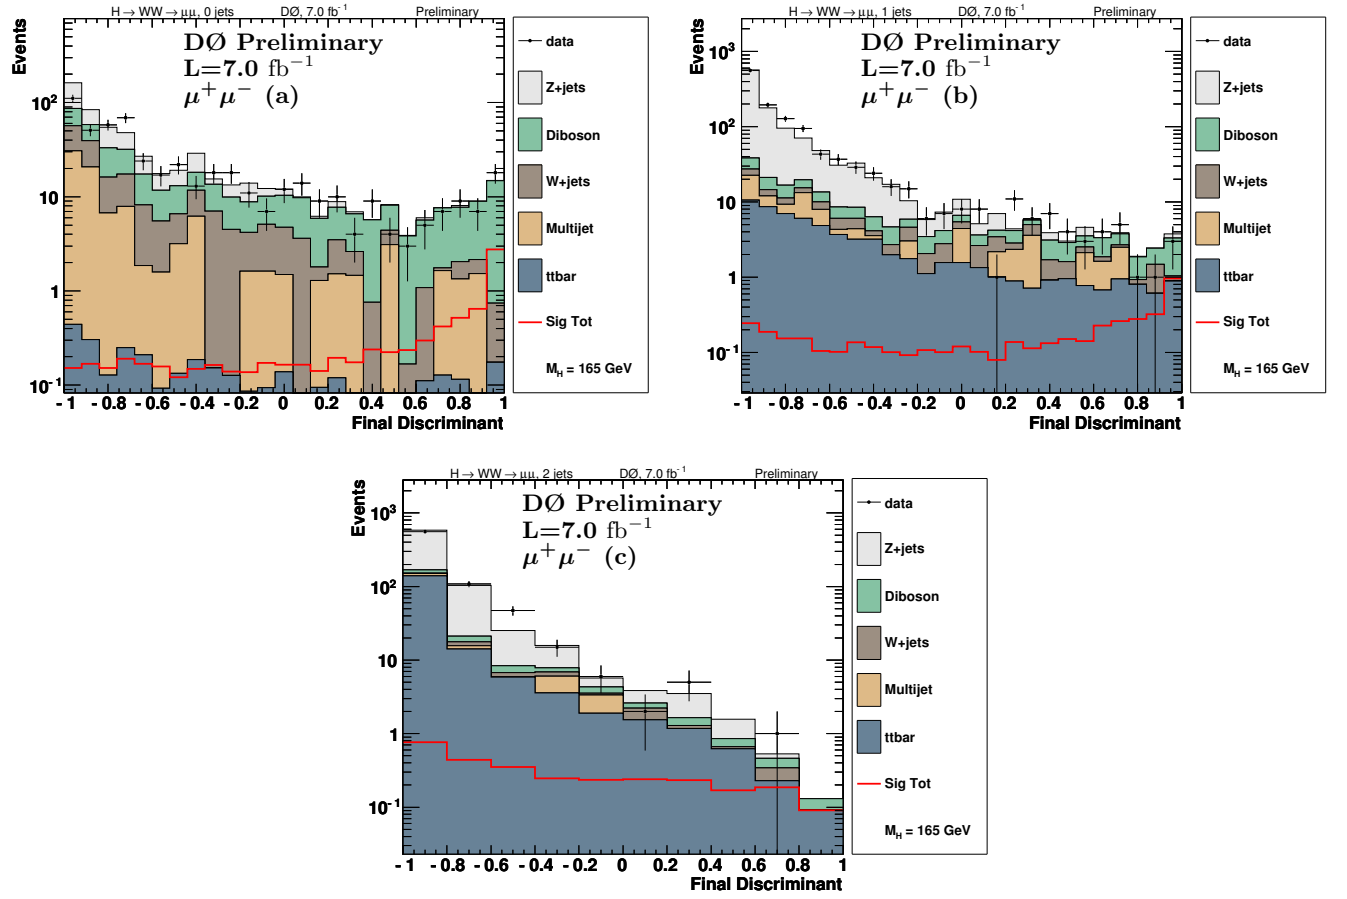 H → WW → μμ, 0 jets DØ, 7.0 fb⁻¹ Preliminary
DØ Preliminary
L=7.0 fb⁻¹
μ⁺μ⁻ (a)
Events
10²
10
1
10⁻¹
-1 -0.8 -0.6 -0.4 -0.2 0 0.2 0.4 0.6 0.8 1
Final Discriminant
data
Z+jets
Diboson
W+jets
Multijet
ttbar
Sig Tot
M_H = 165 GeV
H → WW → μμ, 1 jets DØ, 7.0 fb⁻¹ Preliminary
DØ Preliminary
L=7.0 fb⁻¹
μ⁺μ⁻ (b)
Events
10³
10²
10
1
10⁻¹
-1 -0.8 -0.6 -0.4 -0.2 0 0.2 0.4 0.6 0.8 1
Final Discriminant
data
Z+jets
Diboson
W+jets
Multijet
ttbar
Sig Tot
M_H = 165 GeV
H → WW → μμ, 2 jets DØ, 7.0 fb⁻¹ Preliminary
DØ Preliminary
L=7.0 fb⁻¹
μ⁺μ⁻ (c)
Events
10³
10²
10
1
10⁻¹
-1 -0.8 -0.6 -0.4 -0.2 0 0.2 0.4 0.6 0.8 1
Final Discriminant
data
Z+jets
Diboson
W+jets
Multijet
ttbar
Sig Tot
M_H = 165 GeV